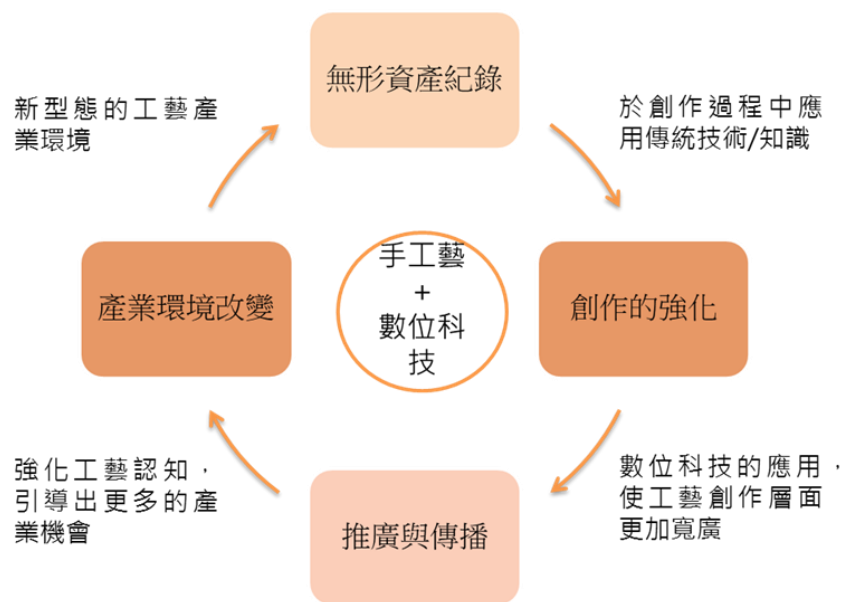 無形資產紀錄
新型態的工藝產
業環境
於創作過程中應
用傳統技術/知識
手工藝
+
數位科
技
產業環境改變
創作的強化
強化工藝認知，
引導出更多的產
業機會
數位科技的應用，
使工藝創作層面
更加寬廣
推廣與傳播